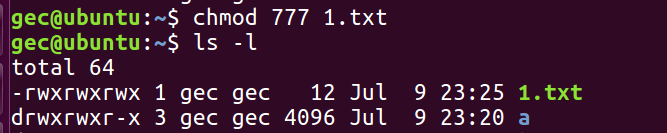 gec@ubuntu:~$ chmod 777 1.txt
gec@ubuntu:~$ ls -l
total 64
-rwxrwxrwx 1 gec gec   12 Jul  9 23:25 1.txt
drwxrwxr-x 3 gec gec 4096 Jul  9 23:20 a